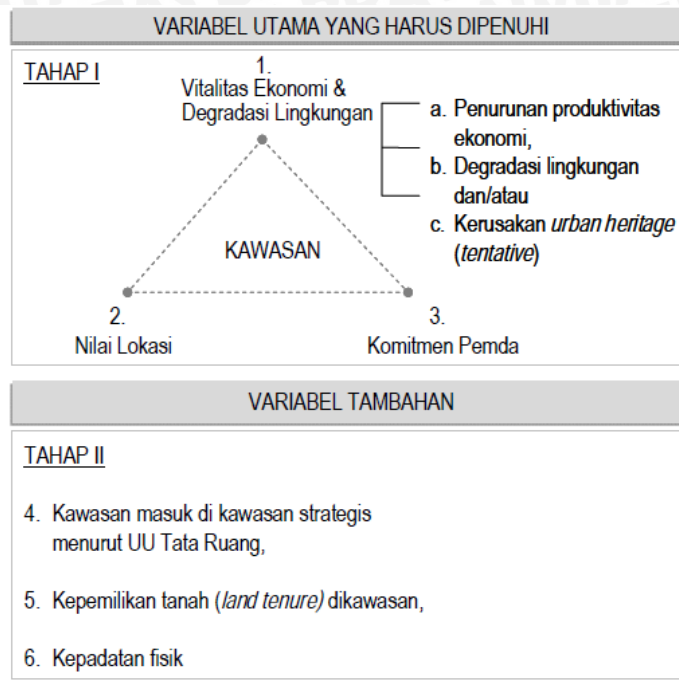 VARIABEL UTAMA YANG HARUS DIPENUHI
TAHAP I
1.
Vitalitas Ekonomi &
Degradasi Lingkungan
a. Penurunan produktivitas
ekonomi,
b. Degradasi lingkungan
dan/atau
c. Kerusakan urban heritage
(tentative)
KAWASAN
2.
Nilai Lokasi
3.
Komitmen Pemda
VARIABEL TAMBAHAN
TAHAP II
4. Kawasan masuk di kawasan strategis
menurut UU Tata Ruang,
5. Kepemilikan tanah (land tenure) dikawasan,
6. Kepadatan fisik